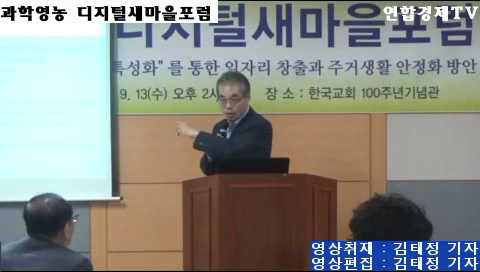 과학영농 디지털새마을포럼
연합경제TV
디지털새마을포럼
특성화" 를 통한 일자리 창출과 주거생활 안정화 방안
9. 13(수) 오후 2
장 소 : 한국교회 100주년기념관
영상취재 : 김태정 기자
영상편집 : 김태정 기자